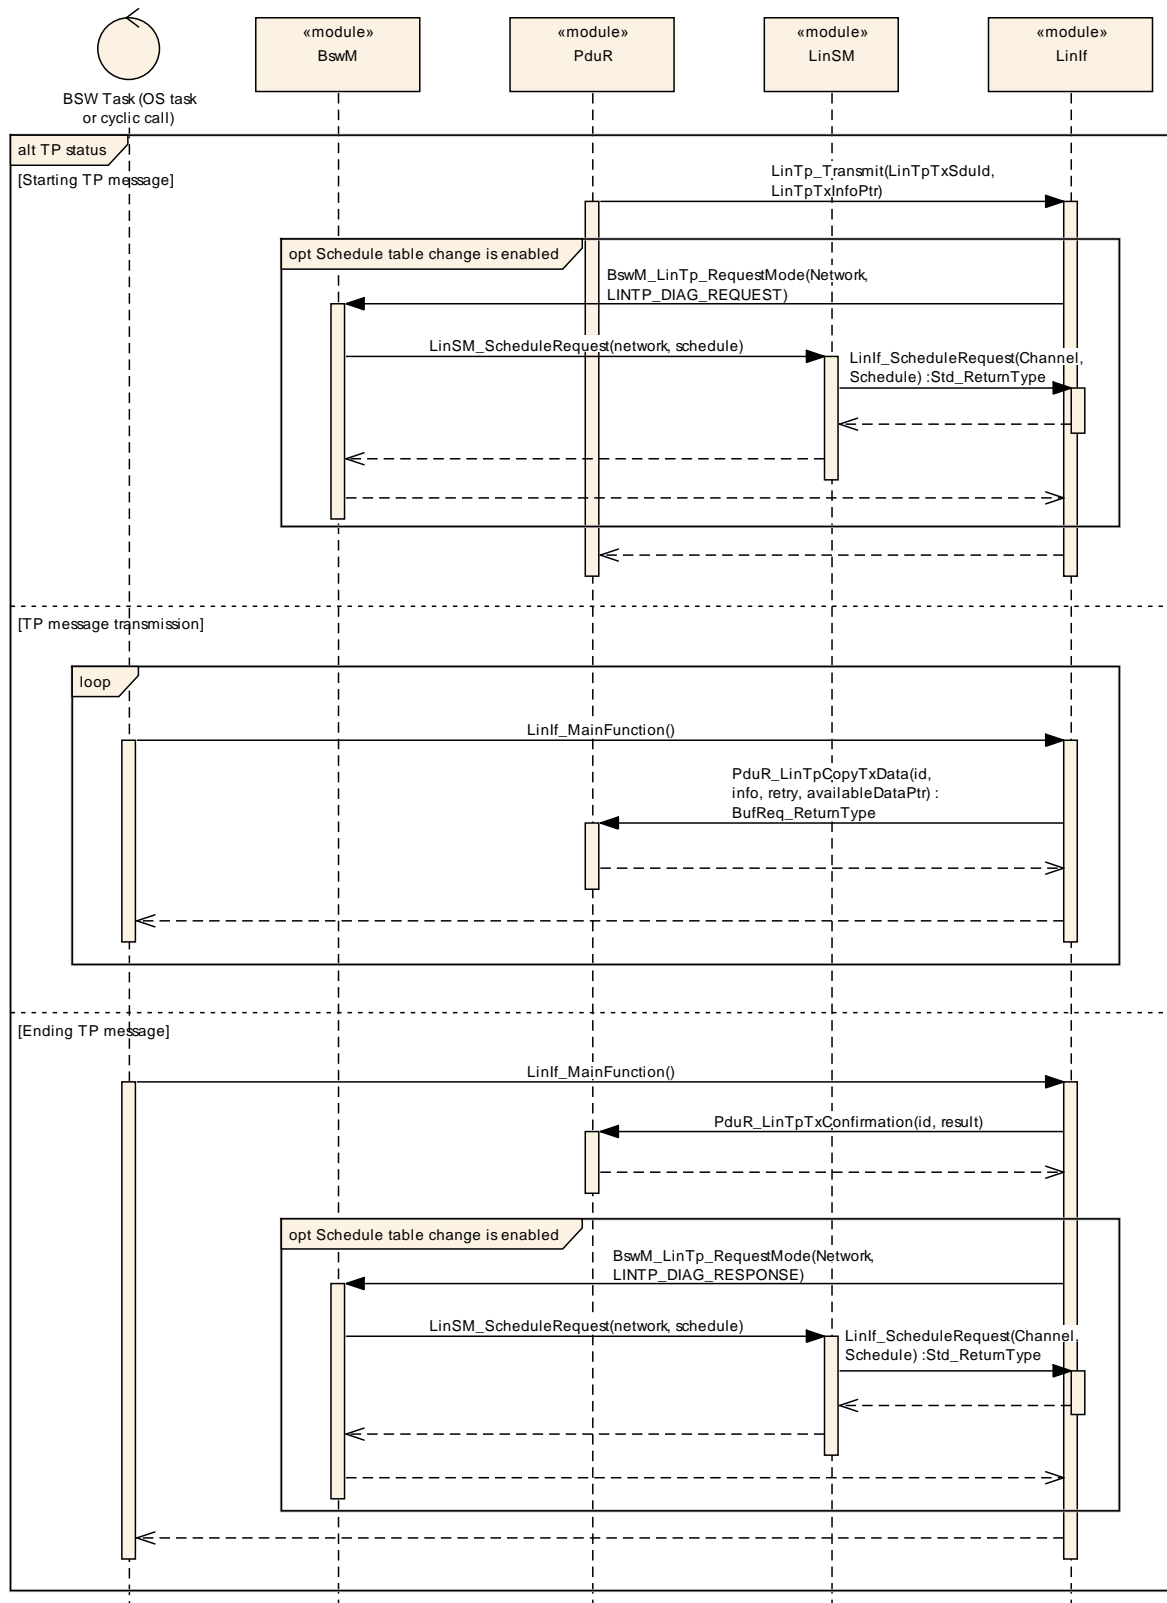 «module»
BswM
«module»
PduR
«module»
LinSM
«module»
LinIf
BSW Task (OS task
or cyclic call)
alt TP status
[Starting TP message]
LinTp_Transmit(LinTpTxSduId,
LinTpTxInfoPtr)
opt Schedule table change is enabled
BswM_LinTp_RequestMode(Network,
LINTP_DIAG_REQUEST)
LinSM_ScheduleRequest(network, schedule)
LinIf_ScheduleRequest(Channel,
Schedule) :Std_ReturnType
[TP message transmission]
loop
LinIf_MainFunction()
PduR_LinTpCopyTxData(id,
info, retry, availableDataPtr) :
BufReq_ReturnType
[Ending TP message]
LinIf_MainFunction()
PduR_LinTpTxConfirmation(id, result)
opt Schedule table change is enabled
BswM_LinTp_RequestMode(Network,
LINTP_DIAG_RESPONSE)
LinSM_ScheduleRequest(network, schedule)
LinIf_ScheduleRequest(Channel,
Schedule) :Std_ReturnType